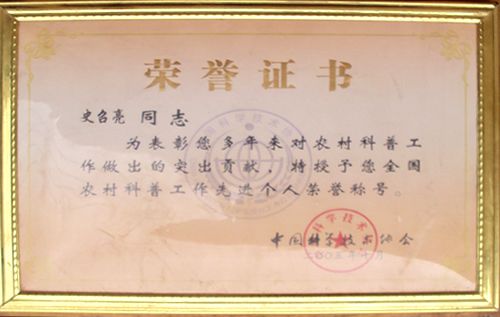 荣誉证书
史召亮 同志
为表彰您多年来对农村科普工
作做出的突出贡献,特授予您全国
农村科普工作先进个人荣誉称号。
中国科学技术协会
二00五年十月